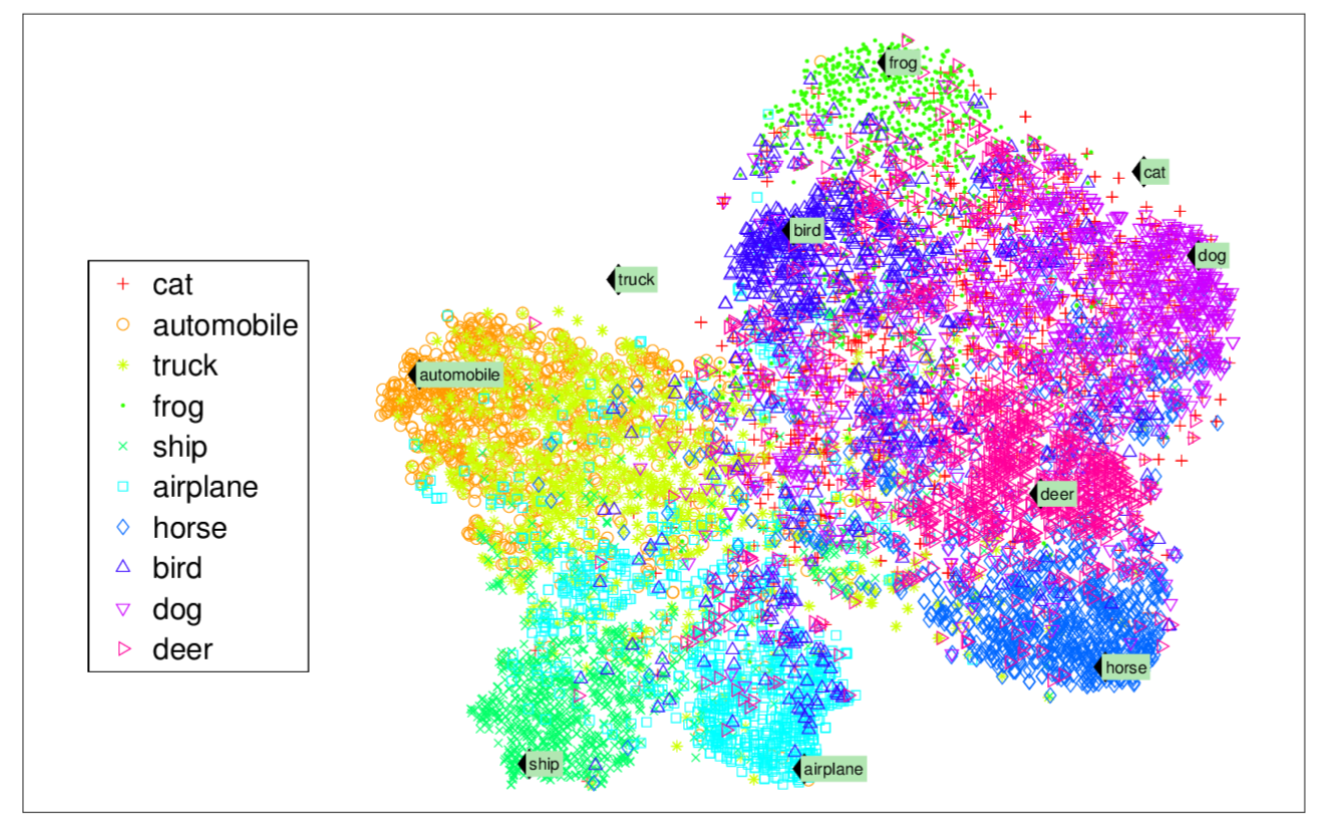 frog
cat
bird
dog
truck
automobile
deer
horse
ship
airplane
cat
automobile
truck
frog
ship
airplane
horse
bird
dog
deer